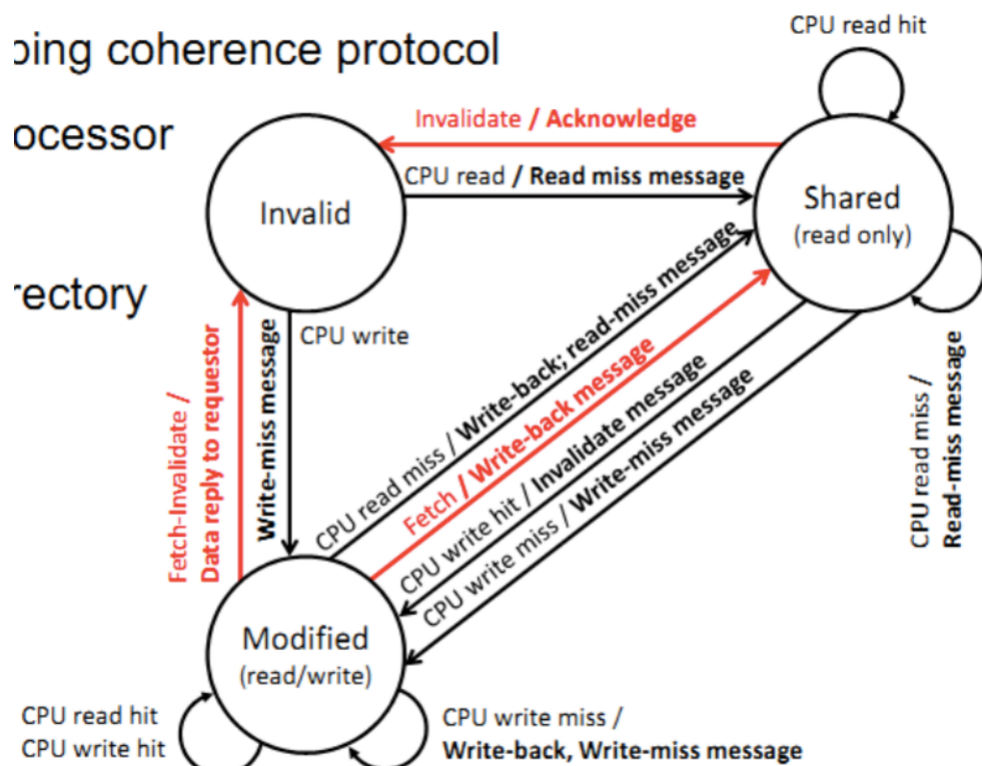 ping coherence protocol
CPU read hit
ocessor
Invalidate / Acknowledge
CPU read / Read miss message
Invalid
Shared
(read only)
rectory
CPU write
Write-miss message
Fetch-Invalidate /
Data reply to requestor
CPU read miss / Write-back; read-miss message
Fetch / Write-back message
CPU write hit / Invalidate message
CPU write miss / Write-miss message
CPU read miss /
Read-miss message
Modified
(read/write)
CPU read hit
CPU write hit
CPU write miss /
Write-back, Write-miss message